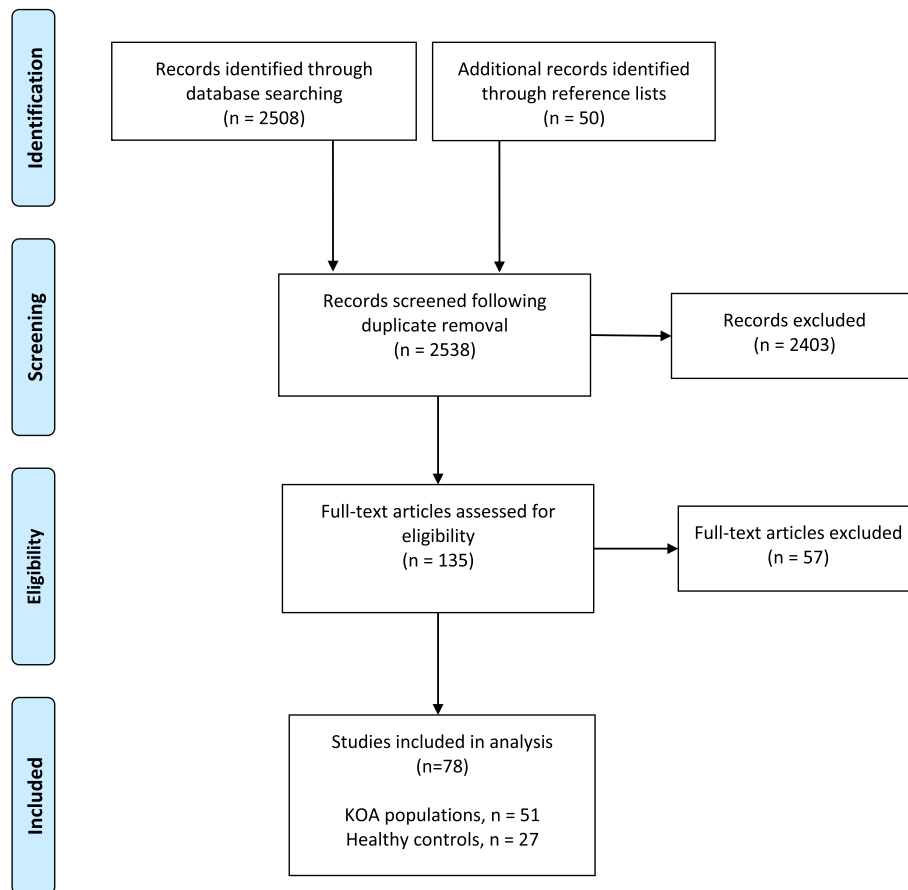 Identification
Records identified through
database searching
(n = 2508)
Additional records identified
through reference lists
(n = 50)
Screening
Records screened following
duplicate removal
(n = 2538)
Records excluded
(n = 2403)
Eligibility
Full-text articles assessed for
eligibility
(n = 135)
Full-text articles excluded
(n = 57)
Included
Studies included in analysis
(n=78)
KOA populations, n = 51
Healthy controls, n = 27